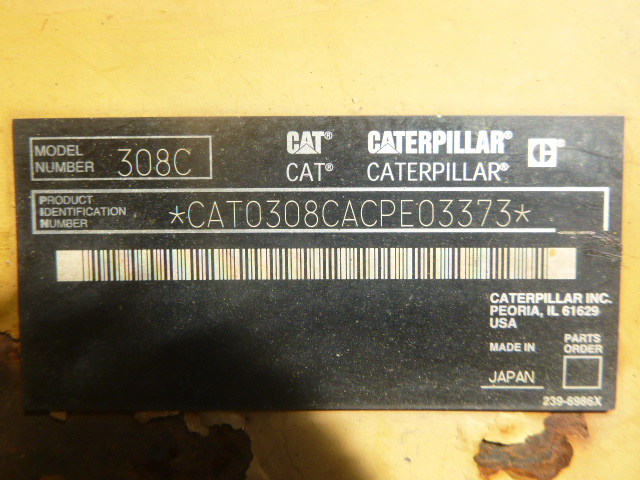 MODEL NUMBER 308C
CAT® CATERPILLAR®
CAT® CATERPILLAR®
PRODUCT IDENTIFICATION NUMBER *CAT0308CACPE03373*
CATERPILLAR INC.
PEORIA, IL 61629
USA
MADE IN
JAPAN
PARTS ORDER
239-6986X